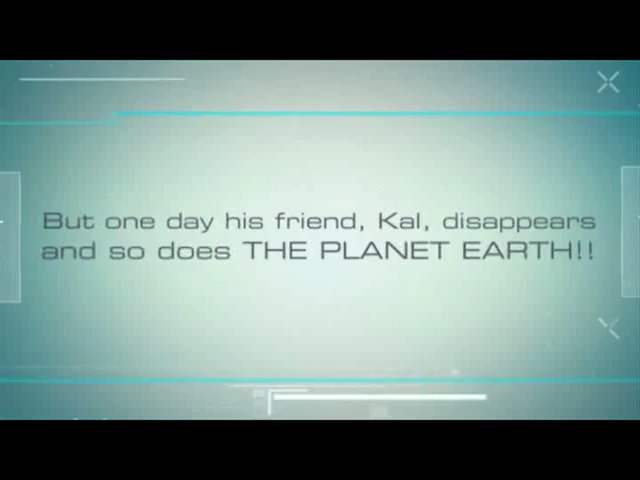 But one day his friend, Kal, disappears
and so does THE PLANET EARTH!!